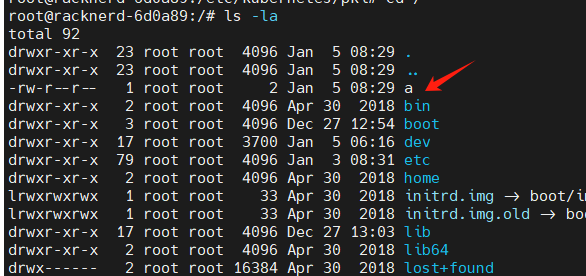 root@racknerd-6d0a89:/etc/kubernetes/pki# cd /
root@racknerd-6d0a89:/# ls -la
total 92
drwxr-xr-x  23 root root  4096 Jan  5 08:29 .
drwxr-xr-x  23 root root  4096 Jan  5 08:29 ..
-rw-r--r--   1 root root     2 Jan  5 08:29 a
drwxr-xr-x   2 root root  4096 Apr 30  2018 bin
drwxr-xr-x   3 root root  4096 Dec 27 12:54 boot
drwxr-xr-x  17 root root  3700 Jan  5 06:16 dev
drwxr-xr-x  79 root root  4096 Jan  3 08:31 etc
drwxr-xr-x   2 root root  4096 Apr 30  2018 home
lrwxrwxrwx   1 root root    33 Apr 30  2018 initrd.img -> boot/in
lrwxrwxrwx   1 root root    33 Apr 30  2018 initrd.img.old -> boo
drwxr-xr-x  17 root root  4096 Dec 27 13:03 lib
drwxr-xr-x   2 root root  4096 Apr 30  2018 lib64
drwx------   2 root root 16384 Apr 30  2018 lost+found